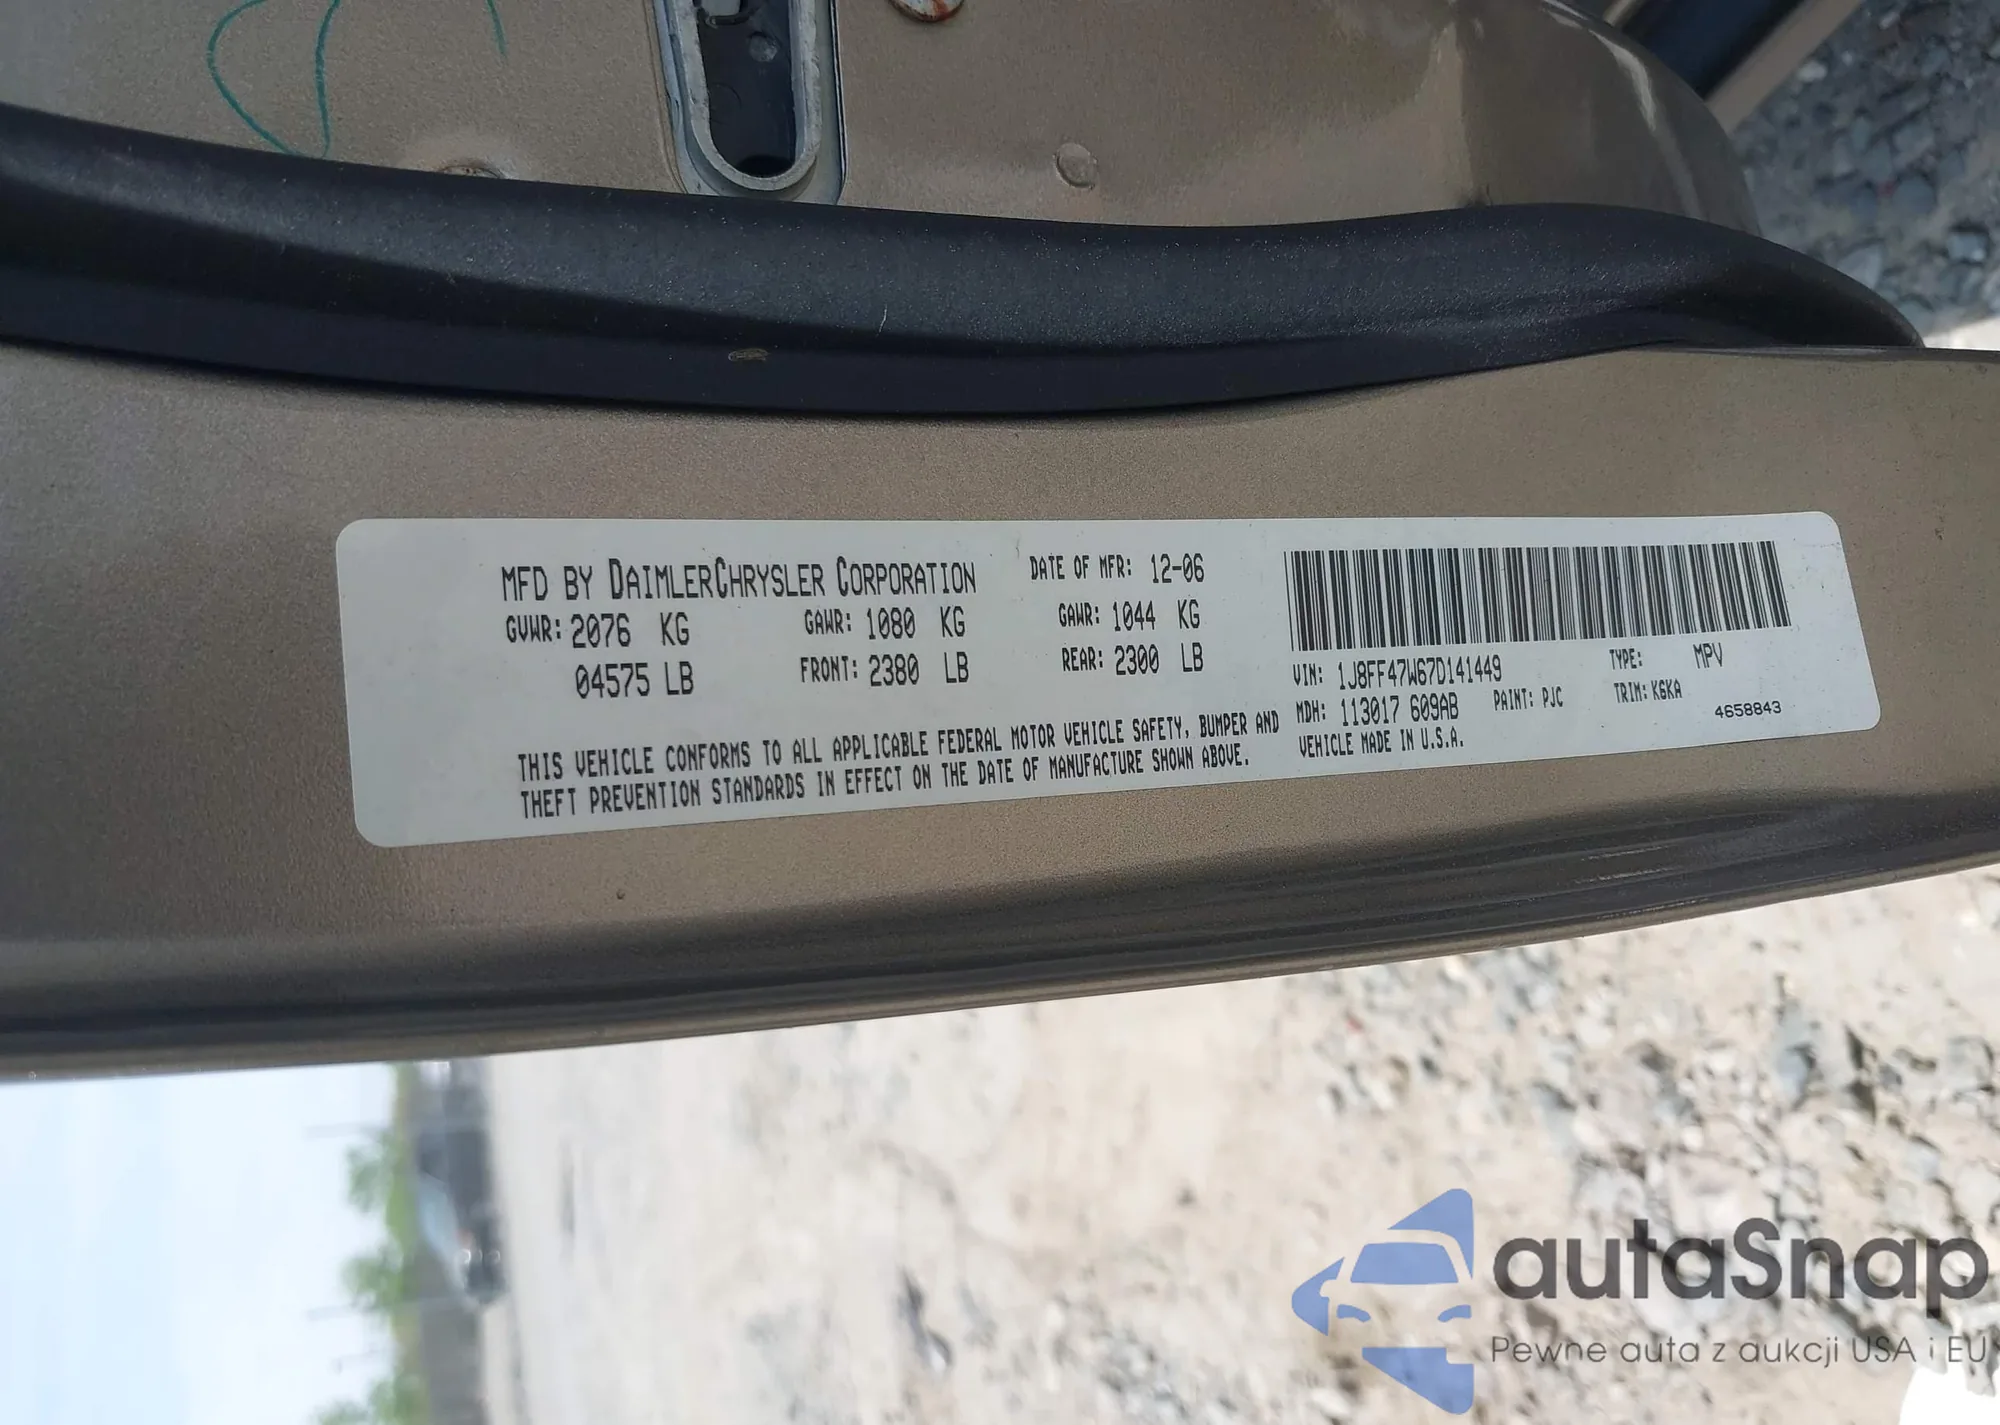 MFD BY DAIMLERCHRYSLER CORPORATION DATE OF MFR: 12-06
GVWR: 2076 KG GAWR: 1080 KG GAWR: 1044 KG
04575 LB FRONT: 2380 LB REAR: 2300 LB
THIS VEHICLE CONFORMS TO ALL APPLICABLE FEDERAL MOTOR VEHICLE SAFETY, BUMPER AND
THEFT PREVENTION STANDARDS IN EFFECT ON THE DATE OF MANUFACTURE SHOWN ABOVE.
VIN: 1J8FF47W67D141449 TYPE: MPV
MDH: 113017 609AB PAINT: PJC TRIM: K6KA
VEHICLE MADE IN U.S.A. 4658843
autaSnap
Pewne auta z aukcji USA i EU